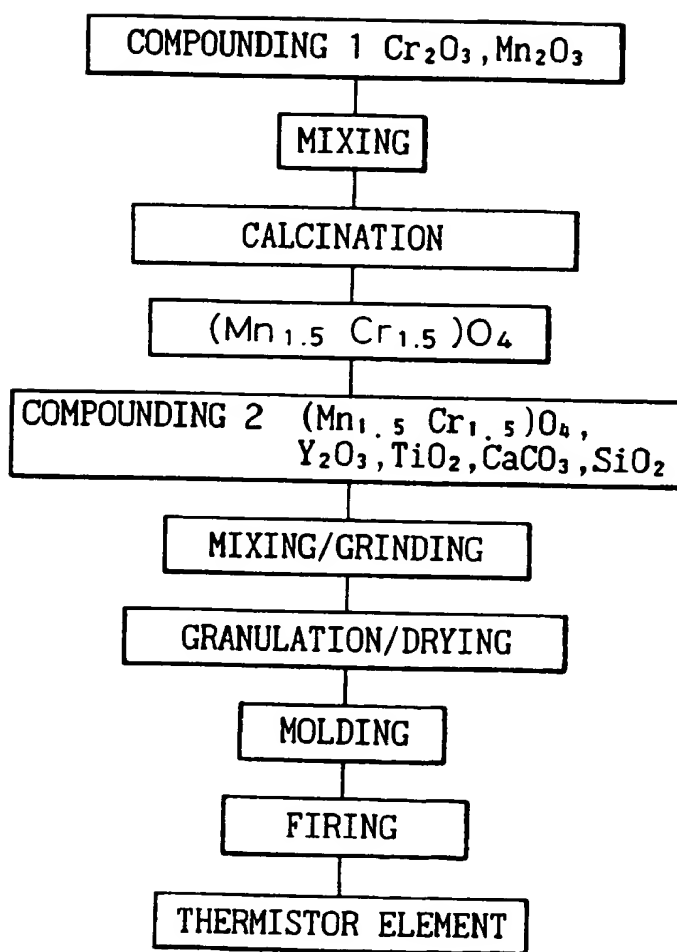 COMPOUNDING 1 Cr₂O₃,Mn₂O₃
MIXING
CALCINATION
(Mn₁.₅ Cr₁.₅)O₄
COMPOUNDING 2 (Mn₁.₅ Cr₁.₅)O₄,
Y₂O₃,TiO₂,CaCO₃,SiO₂
MIXING/GRINDING
GRANULATION/DRYING
MOLDING
FIRING
THERMISTOR ELEMENT